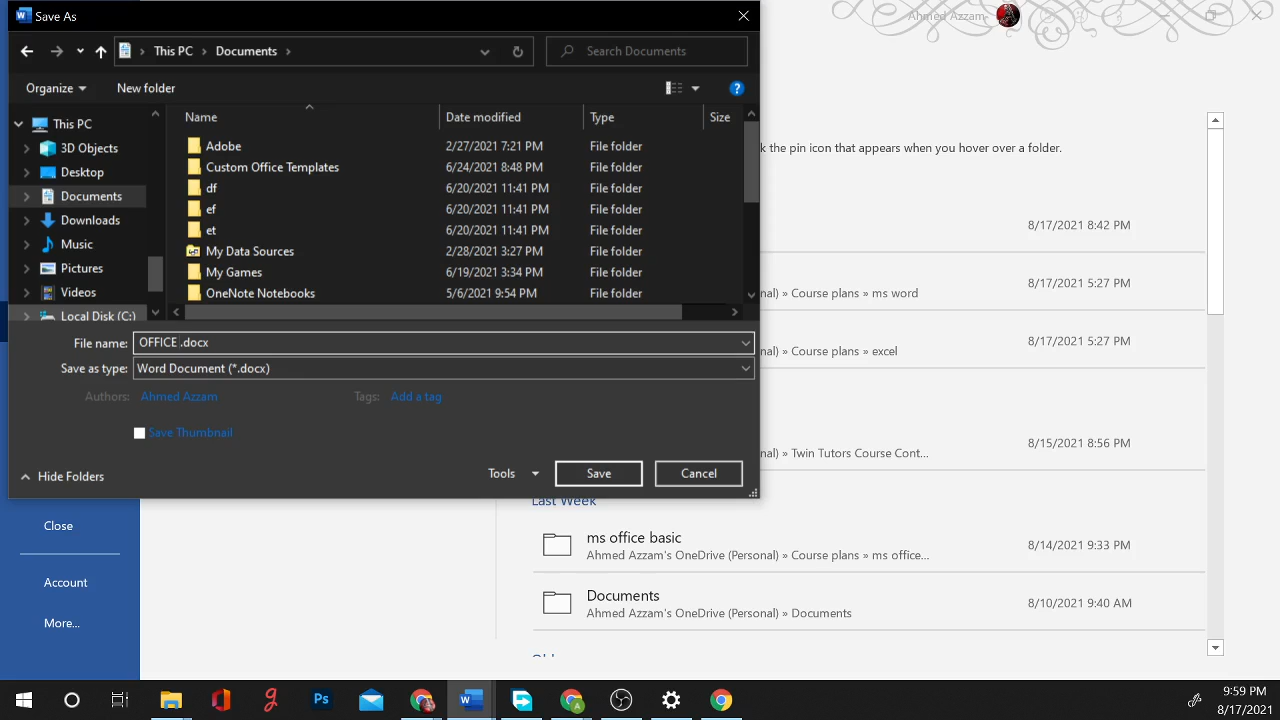 Save As
Ahmed Azzam
This PC > Documents >
Search Documents
Organize
New folder
Name
Date modified
Type
Size
This PC
3D Objects
Desktop
Documents
Downloads
Music
Pictures
Videos
Local Disk (C:)
Adobe 2/27/2021 7:21 PM File folder
Custom Office Templates 6/24/2021 8:48 PM File folder
df 6/20/2021 11:41 PM File folder
ef 6/20/2021 11:41 PM File folder
et 6/20/2021 11:41 PM File folder
My Data Sources 2/28/2021 3:27 PM File folder
My Games 6/19/2021 3:34 PM File folder
OneNote Notebooks 5/6/2021 9:54 PM File folder
File name: OFFICE .docx
Save as type: Word Document (*.docx)
Authors: Ahmed Azzam
Tags: Add a tag
Save Thumbnail
Hide Folders
Tools
Save
Cancel
k the pin icon that appears when you hover over a folder.
8/17/2021 8:42 PM
8/17/2021 5:27 PM
nal) » Course plans » ms word
8/17/2021 5:27 PM
nal) » Course plans » excel
8/15/2021 8:56 PM
nal) » Twin Tutors Course Cont...
Last Week
ms office basic
Ahmed Azzam's OneDrive (Personal) » Course plans » ms office...
8/14/2021 9:33 PM
Documents
Ahmed Azzam's OneDrive (Personal) » Documents
8/10/2021 9:40 AM
Close
Account
More...
Ps
9:59 PM
8/17/2021